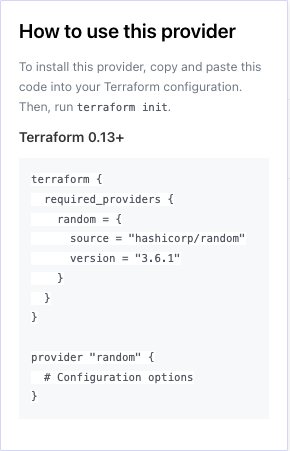 How to use this provider
To install this provider, copy and paste this
code into your Terraform configuration.
Then, run terraform init.
Terraform 0.13+
terraform {
  required_providers {
    random = {
      source = "hashicorp/random"
      version = "3.6.1"
    }
  }
}

provider "random" {
  # Configuration options
}